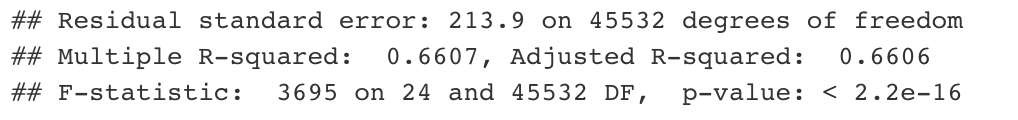 ## Residual standard error: 213.9 on 45532 degrees of freedom
## Multiple R-squared:  0.6607, Adjusted R-squared:  0.6606
## F-statistic:  3695 on 24 and 45532 DF,  p-value: < 2.2e-16